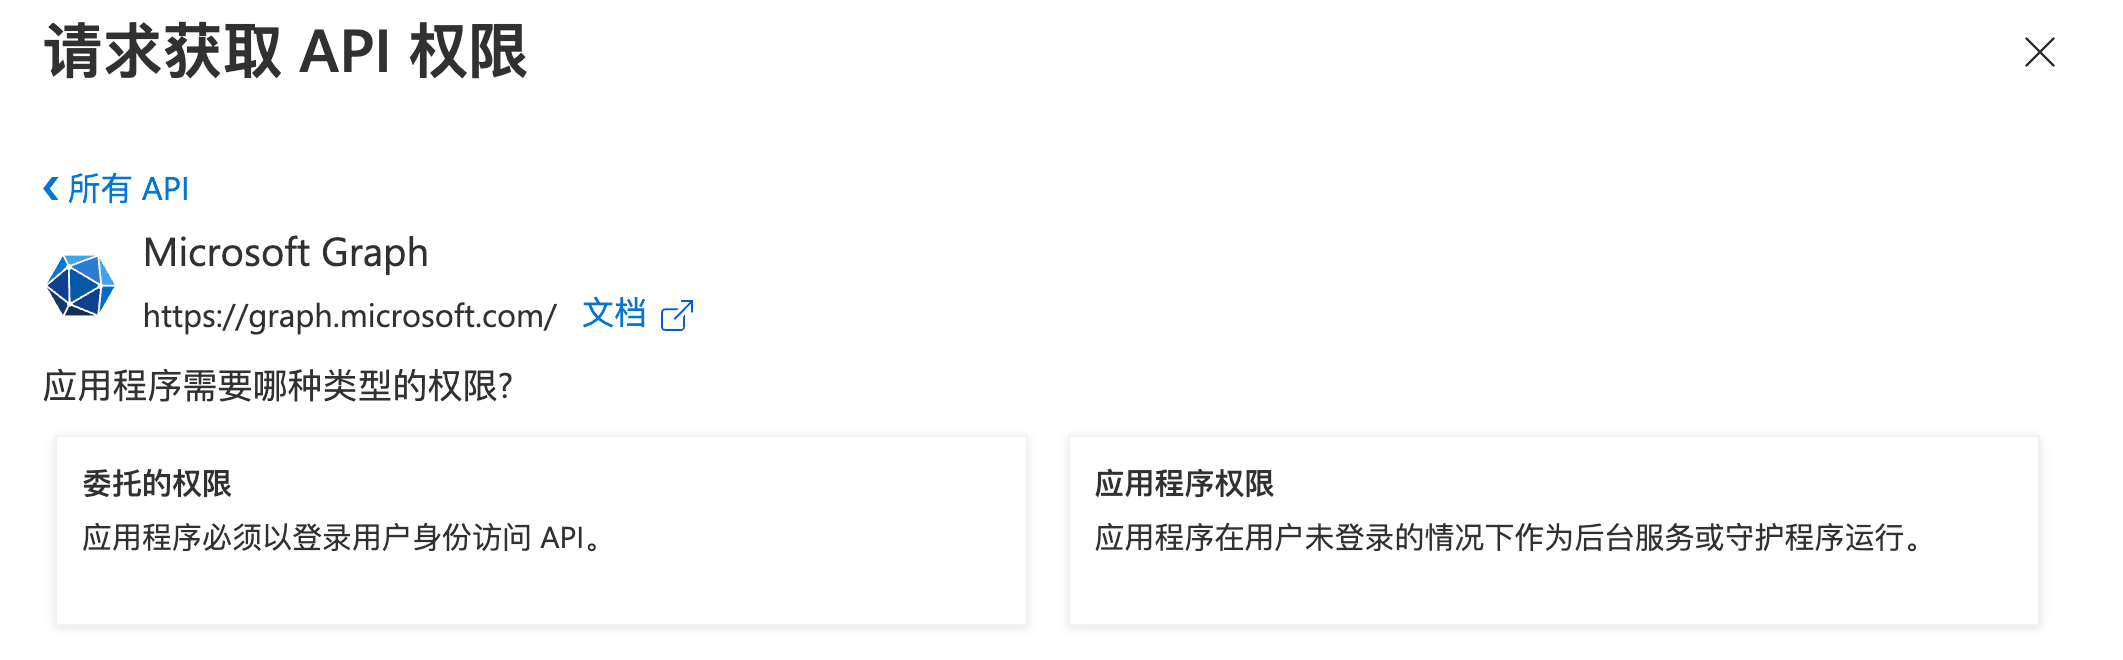 请求获取 API 权限
所有 API
Microsoft Graph
https://graph.microsoft.com/ 文档
应用程序需要哪种类型的权限?
委托的权限
应用程序必须以登录用户身份访问 API。
应用程序权限
应用程序在用户未登录的情况下作为后台服务或守护程序运行。